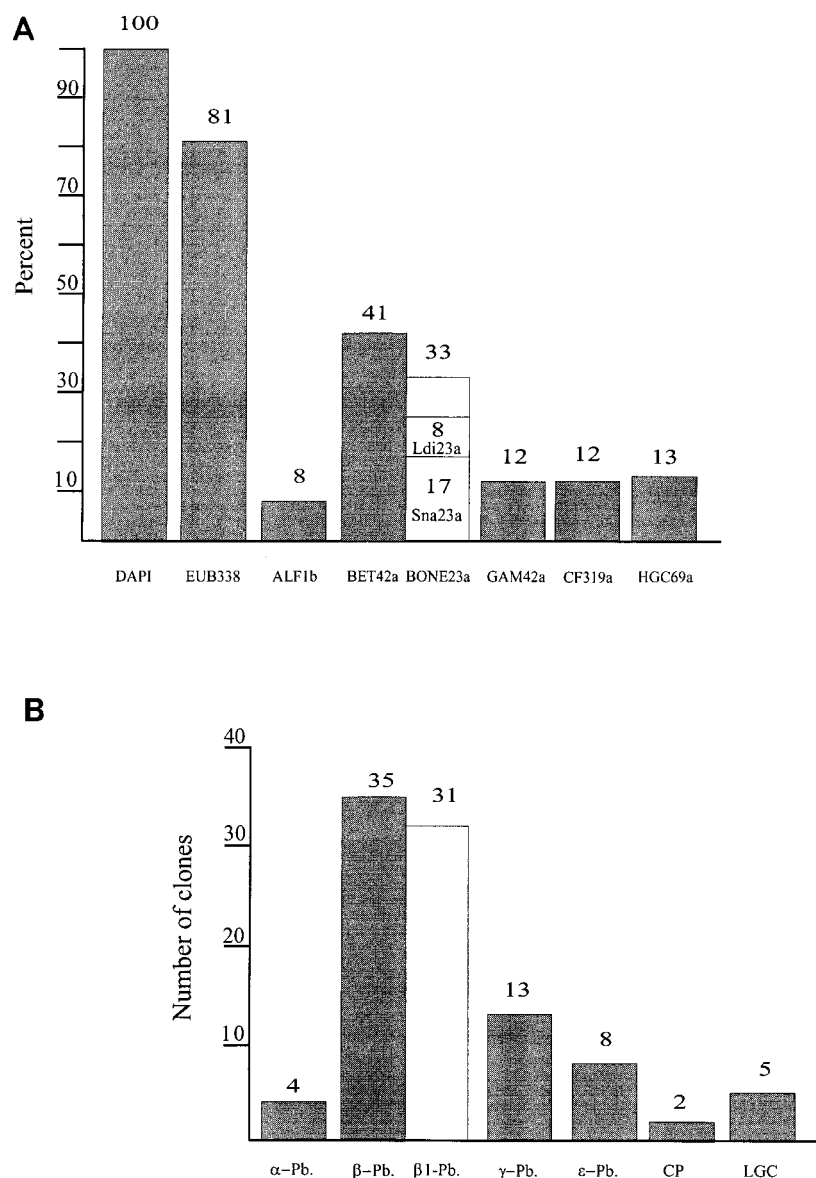 A
100
90
81
70
Percent
50
41
33
30
8
Ldi23a
8
17
Sna23a
12
12
13
10
DAPI
EUB338
ALF1b
BET42a
BONE23a
GAM42a
CF319a
HGC69a
B
40
35
31
30
Number of clones
20
13
10
8
4
2
5
α–Pb.
β–Pb.
β1-Pb.
γ–Pb.
ε–Pb.
CP
LGC